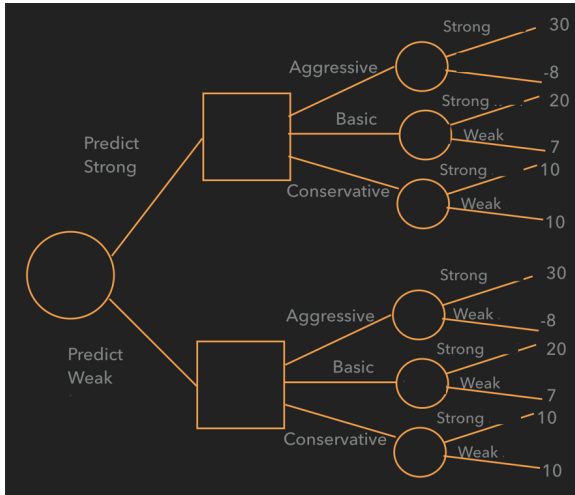 Strong 30
Aggressive
-8
Strong 20
Basic
Weak
7
Predict
Strong
Strong 10
Conservative
Weak
10
Strong 30
Aggressive
Weak
-8
Strong 20
Predict
Weak
Basic
Weak
7
Strong 10
Conservative
Weak
10